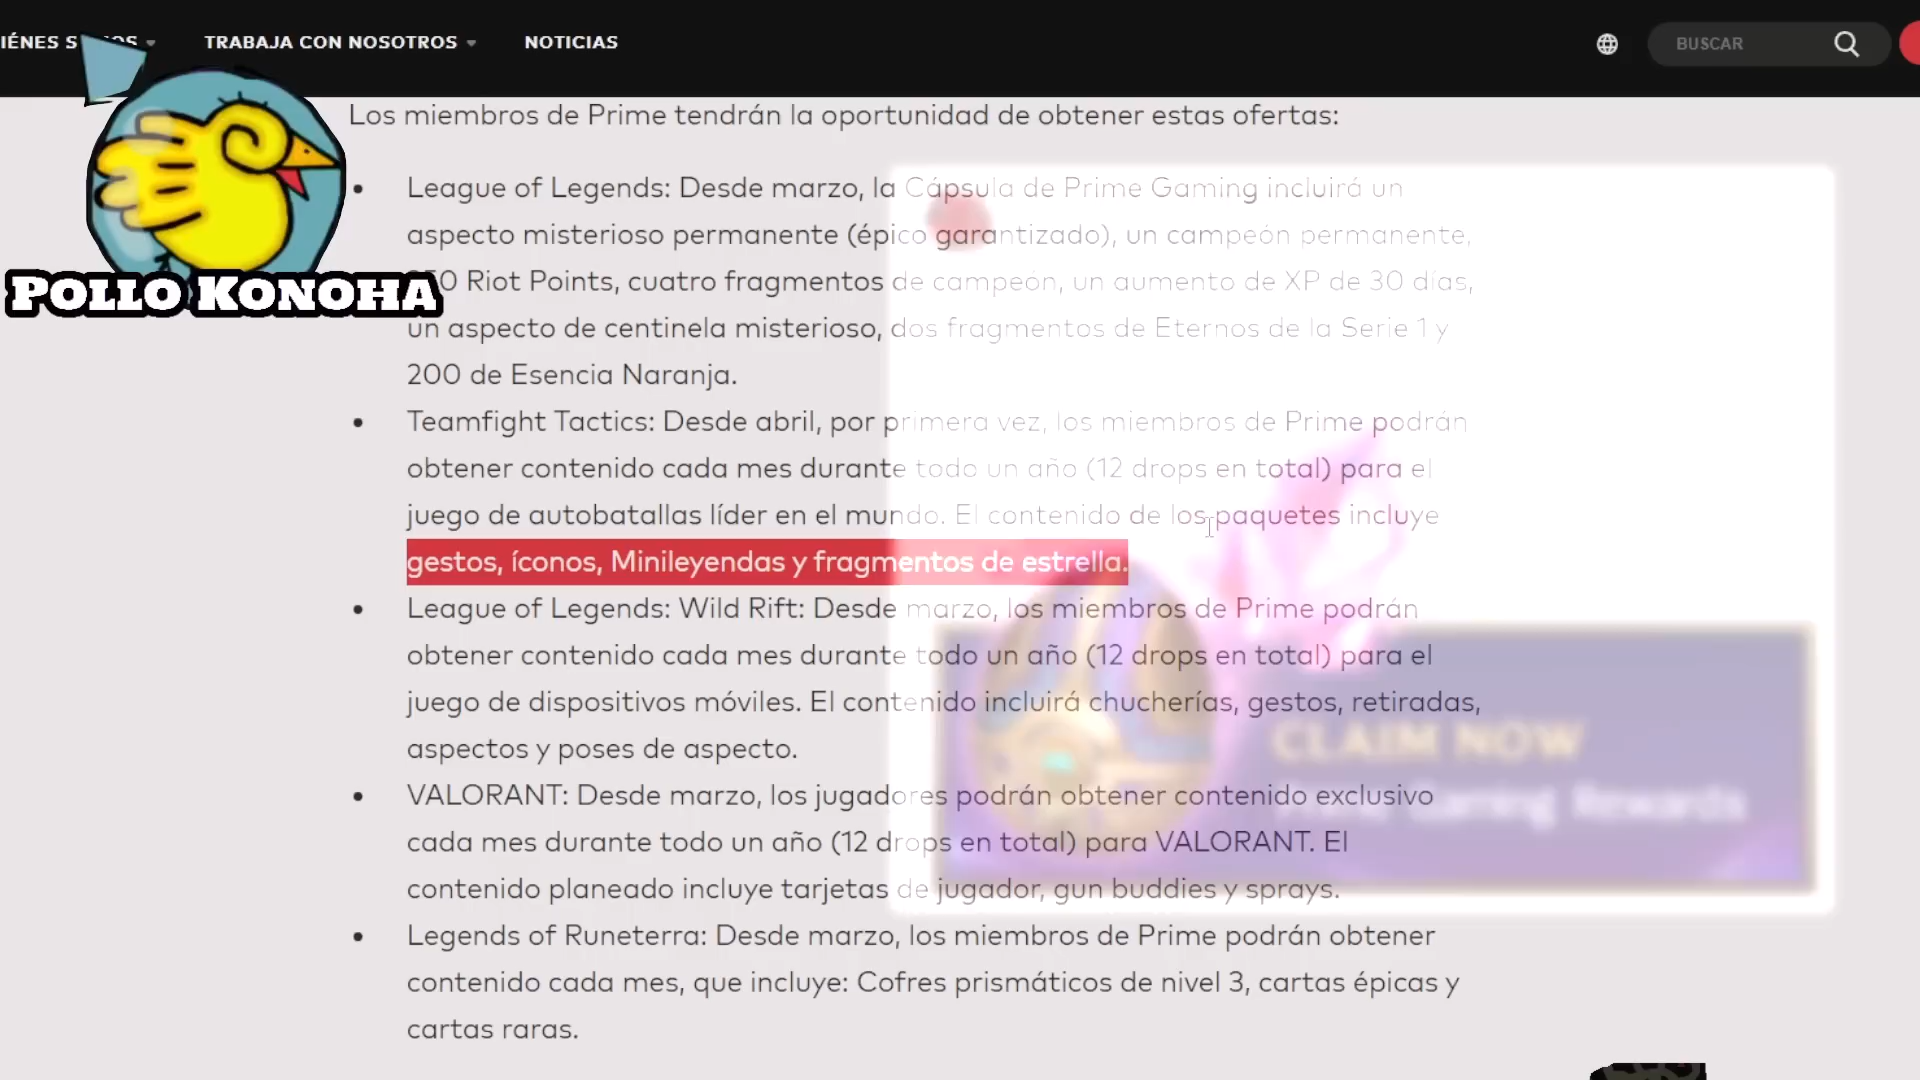 TRABAJA CON NOSOTROS
NOTICIAS
BUSCAR
Los miembros de Prime tendrán la oportunidad de obtener estas ofertas:
POLLO KONOHA
• League of Legends: Desde marzo, la Cápsula de Prime Gaming incluirá un
aspecto misterioso permanente (épico garantizado), un campeón permanente,
Riot Points, cuatro fragmentos de campeón, un aumento de XP de 30 días,
un aspecto de centinela misterioso, dos fragmentos de Eternos de la Serie 1 y
200 de Esencia Naranja.
• Teamfight Tactics: Desde abril, por primera vez, los miembros de Prime podrán
obtener contenido cada mes durante todo un año (12 drops en total) para el
juego de autobatallas líder en el mundo. El contenido de los paquetes incluye
gestos, íconos, Minileyendas y fragmentos de estrella.
• League of Legends: Wild Rift: Desde marzo, los miembros de Prime podrán
obtener contenido cada mes durante todo un año (12 drops en total) para el
juego de dispositivos móviles. El contenido incluirá chucherías, gestos, retiradas,
aspectos y poses de aspecto.
CLAIM NOW
Prime Gaming Rewards
• VALORANT: Desde marzo, los jugadores podrán obtener contenido exclusivo
cada mes durante todo un año (12 drops en total) para VALORANT. El
contenido planeado incluye tarjetas de jugador, gun buddies y sprays.
• Legends of Runeterra: Desde marzo, los miembros de Prime podrán obtener
contenido cada mes, que incluye: Cofres prismáticos de nivel 3, cartas épicas y
cartas raras.